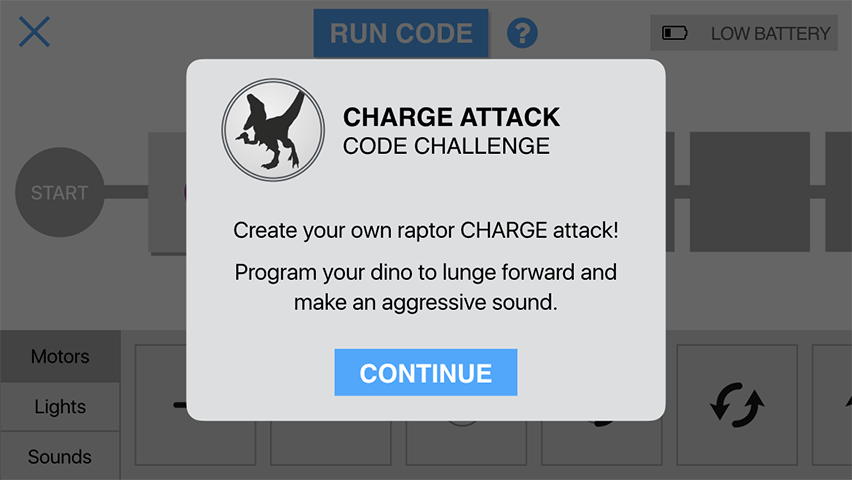 RUN CODE
?
LOW BATTERY
CHARGE ATTACK
CODE CHALLENGE
START
Create your own raptor CHARGE attack!
Program your dino to lunge forward and
make an aggressive sound.
CONTINUE
Motors
Lights
Sounds